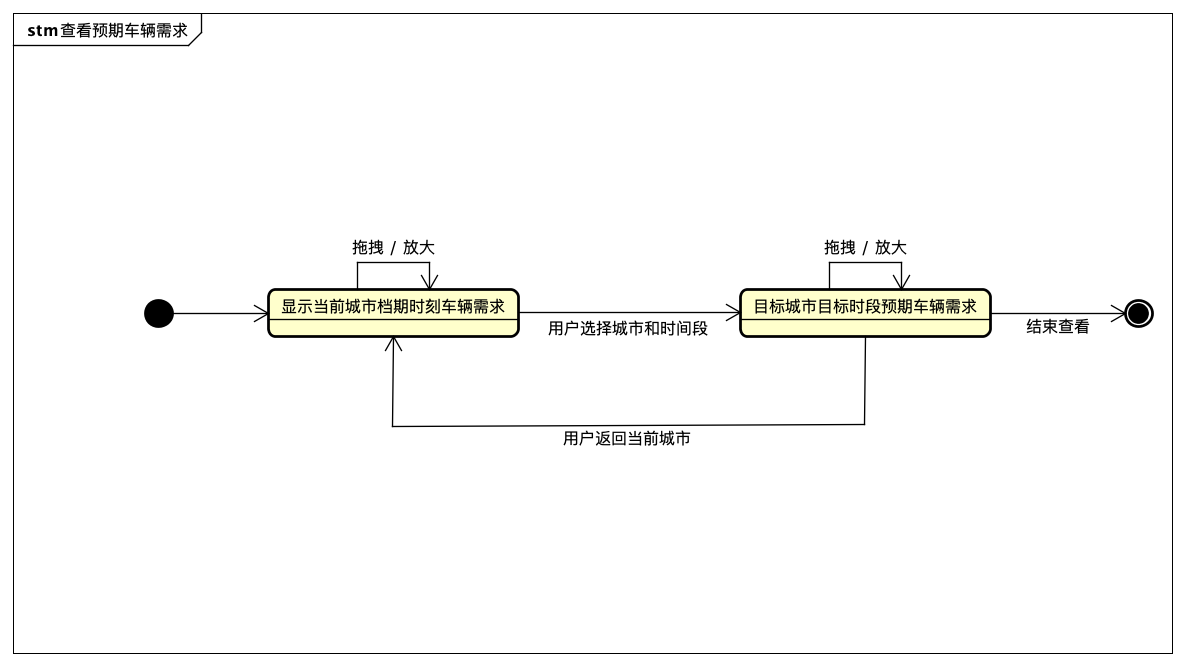 stm 查看预期车辆需求
拖拽 / 放大
拖拽 / 放大
显示当前城市档期时刻车辆需求
目标城市目标时段预期车辆需求
用户选择城市和时间段
结束查看
用户返回当前城市